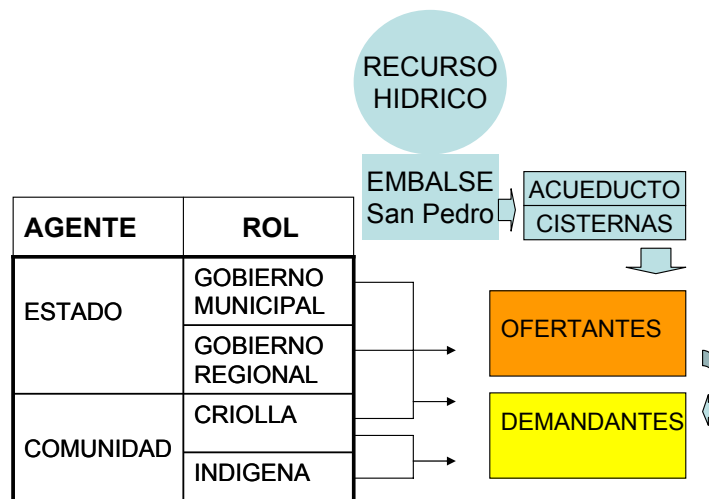 RECURSO
HIDRICO
EMBALSE
San Pedro
ACUEDUCTO
CISTERNAS
AGENTE
ROL
ESTADO
GOBIERNO
MUNICIPAL
GOBIERNO
REGIONAL
COMUNIDAD
CRIOLLA
INDIGENA
OFERTANTES
DEMANDANTES